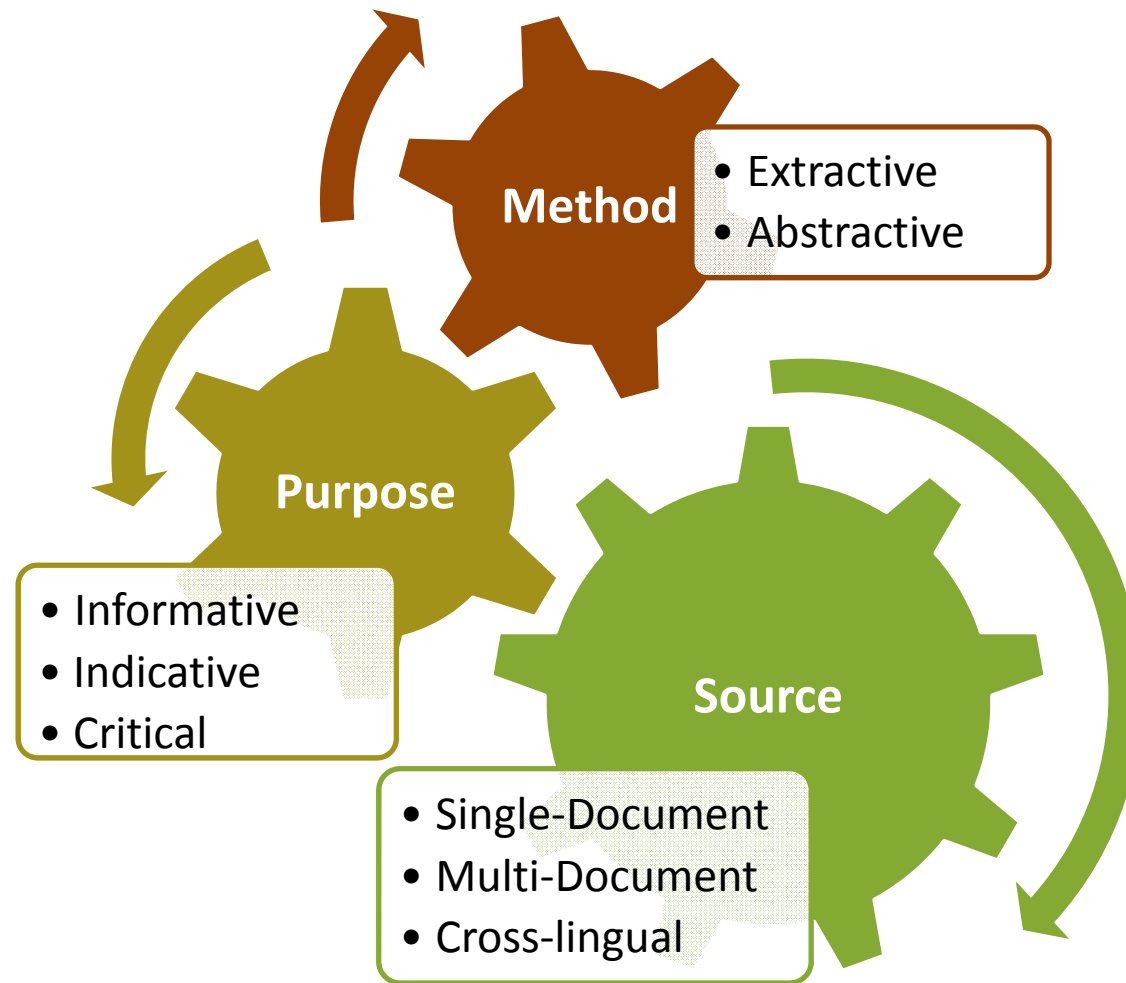 Method
• Extractive
• Abstractive
Purpose
• Informative
• Indicative
• Critical
Source
• Single-Document
• Multi-Document
• Cross-lingual